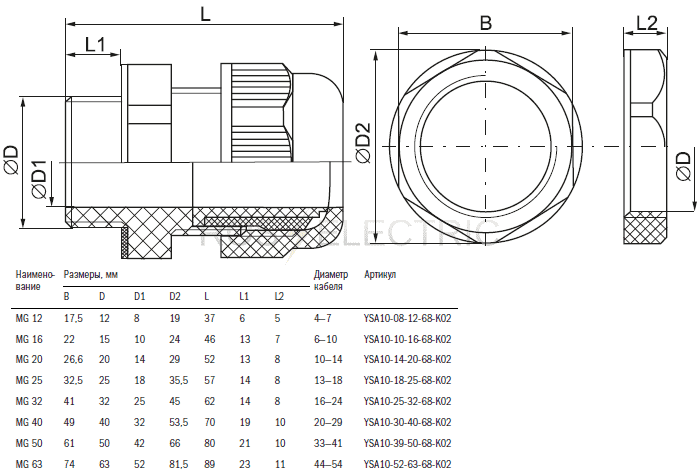 L
B
L2
L1
ØD
ØD1
ØD2
ØD
Наимено- Размеры, мм Диаметр Артикул
вание кабеля
B D D1 D2 L L1 L2
MG 12 17,5 12 8 19 37 6 5 4–7 YSA10-08-12-68-K02
MG 16 22 15 10 24 46 13 7 6–10 YSA10-10-16-68-K02
MG 20 26,6 20 14 29 52 13 8 10–14 YSA10-14-20-68-K02
MG 25 32,5 25 18 35,5 57 14 8 13–18 YSA10-18-25-68-K02
MG 32 41 32 25 45 62 14 8 16–24 YSA10-25-32-68-K02
MG 40 49 40 32 53,5 70 19 10 20–29 YSA10-30-40-68-K02
MG 50 61 50 42 66 80 21 10 33–41 YSA10-39-50-68-K02
MG 63 74 63 52 81,5 89 23 11 44–54 YSA10-52-63-68-K02